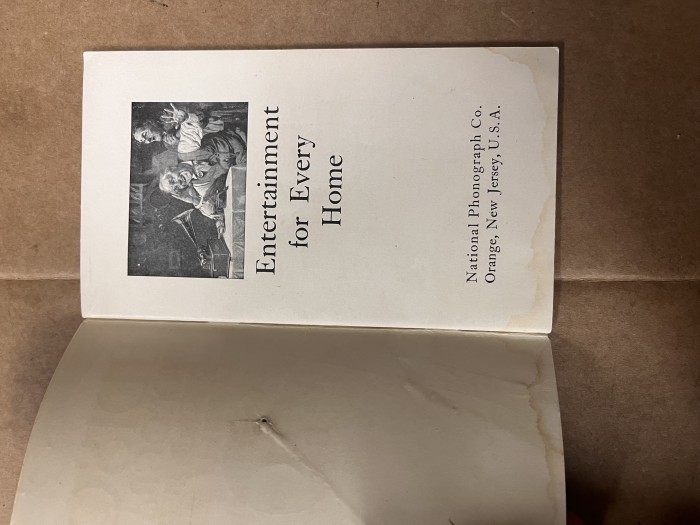 Entertainment
for Every
Home
National Phonograph Co.
Orange, New Jersey, U.S.A.